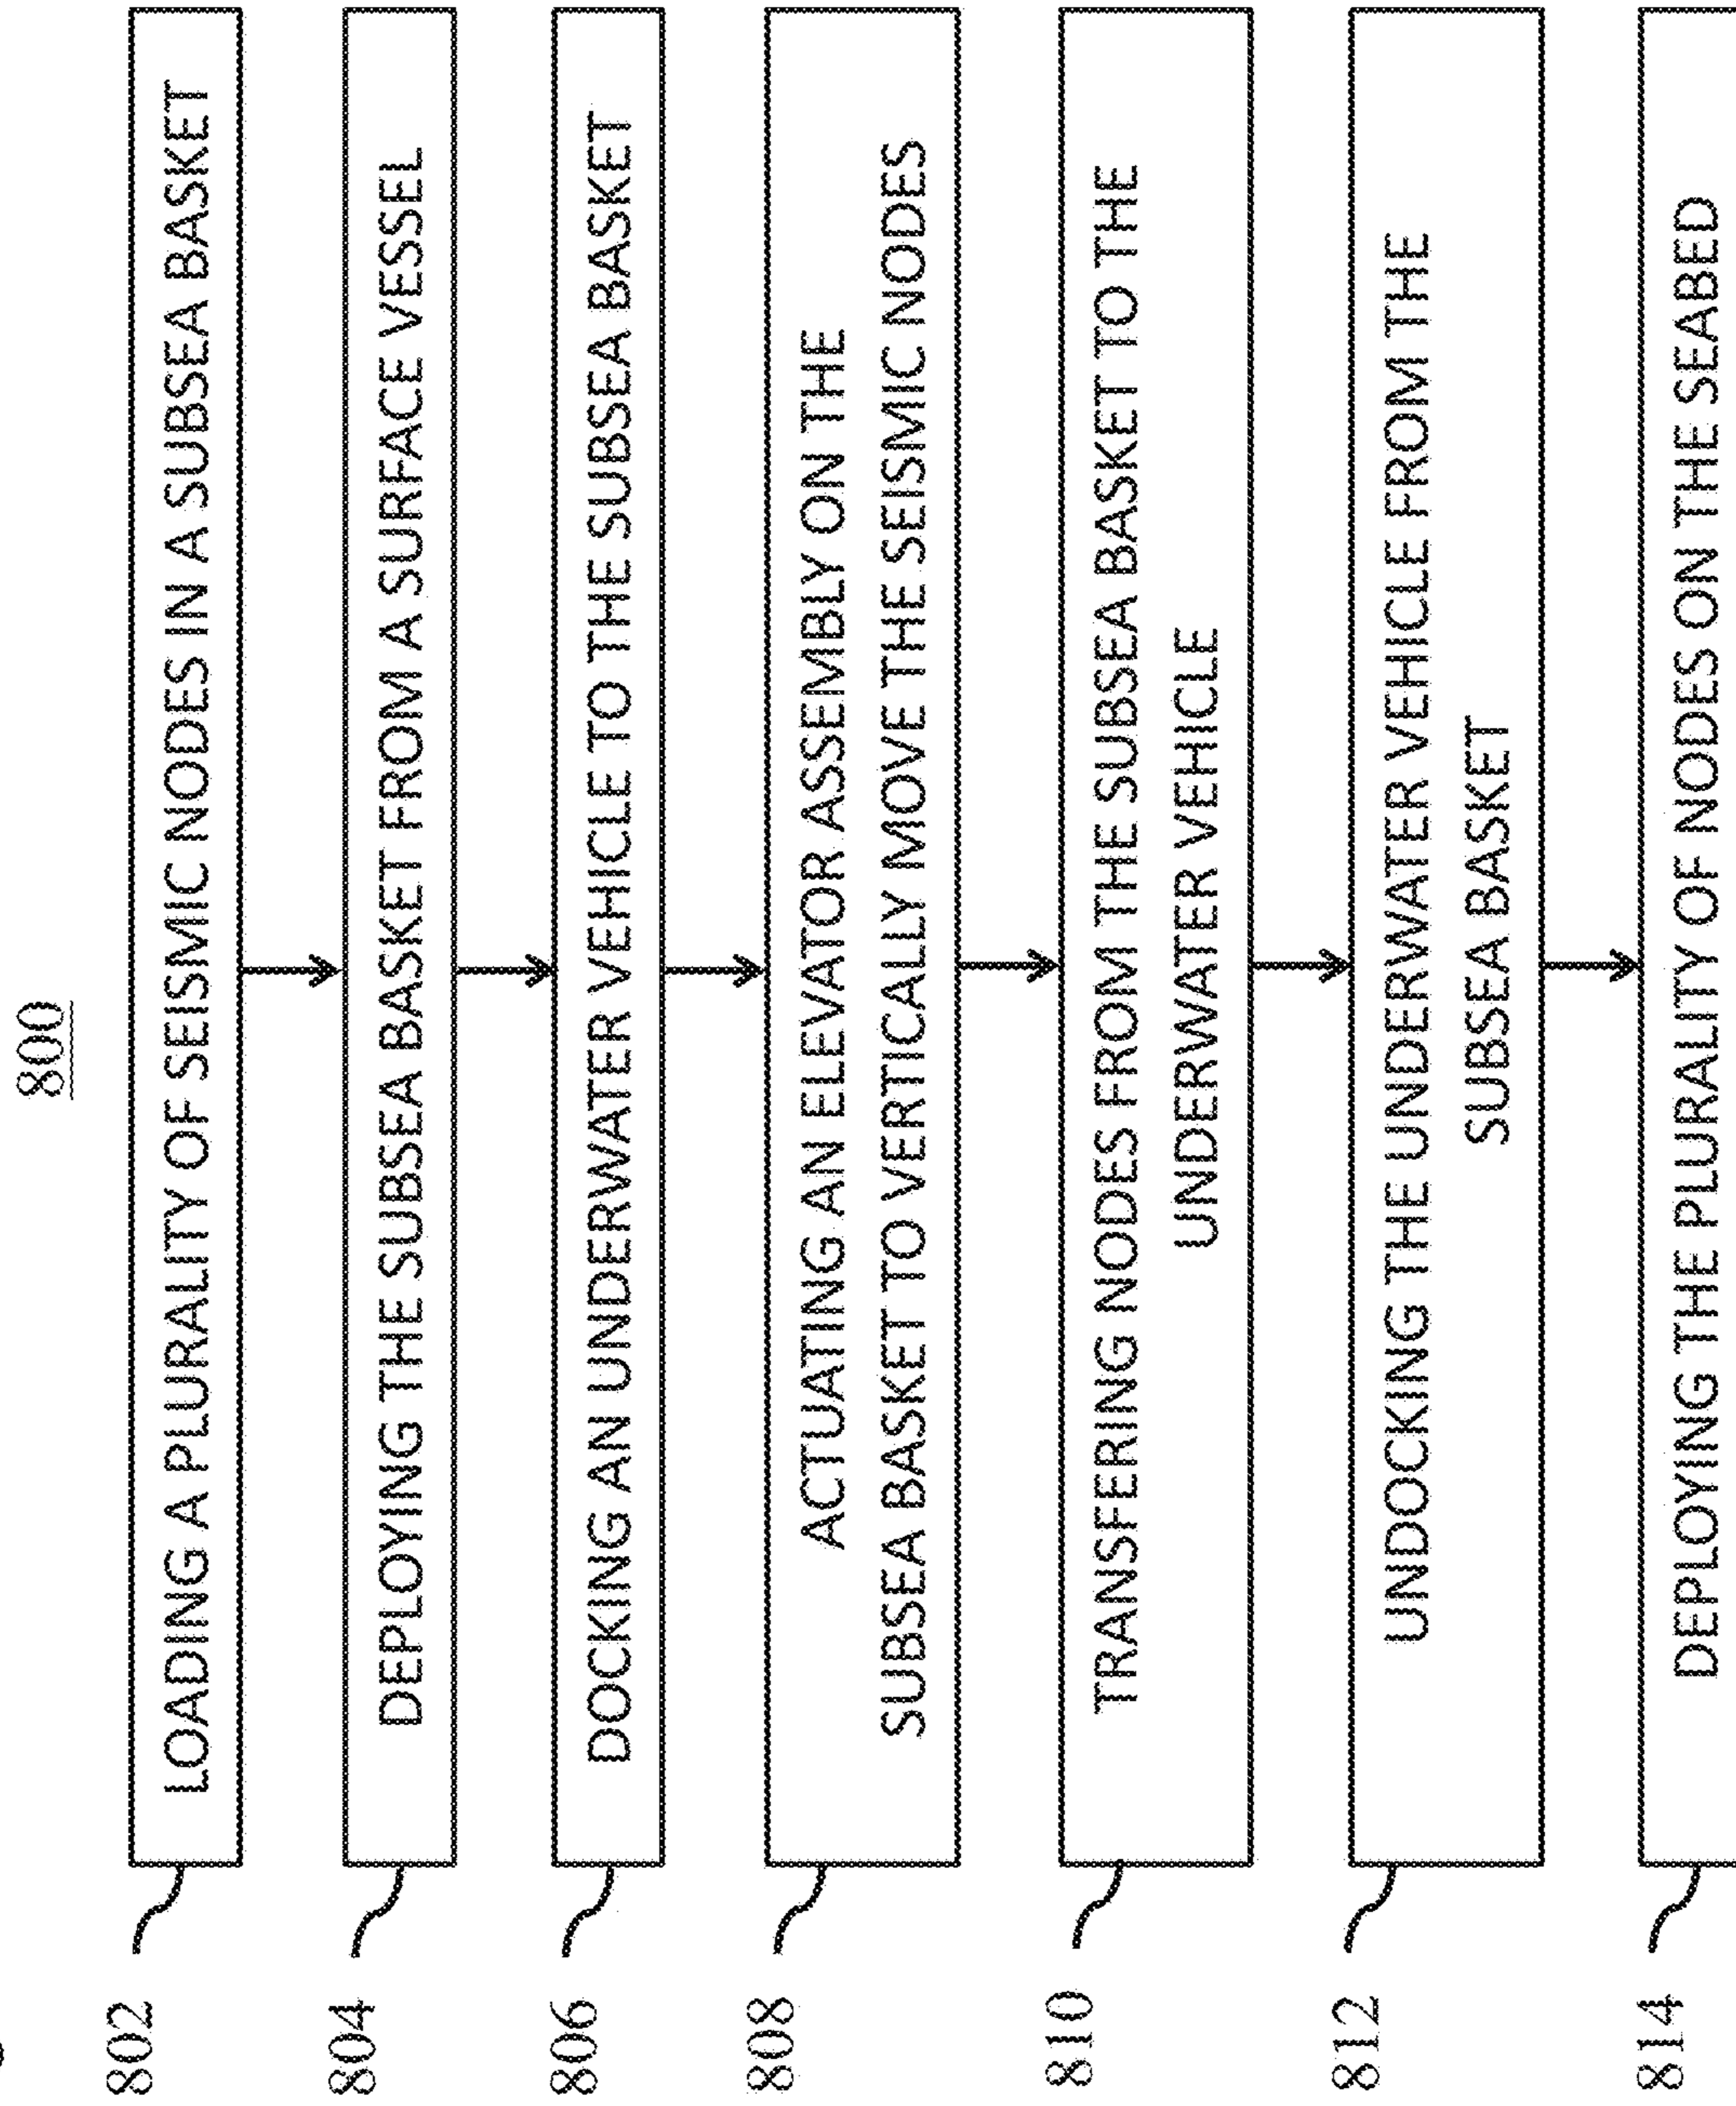 800
802
LOADING A PLURALITY OF SEISMIC NODES IN A SUBSEA BASKET
804
DEPLOYING THE SUBSEA BASKET FROM A SURFACE VESSEL
806
DOCKING AN UNDERWATER VEHICLE TO THE SUBSEA BASKET
808
ACTUATING AN ELEVATOR ASSEMBLY ON THE
SUBSEA BASKET TO VERTICALLY MOVE THE SEISMIC NODES
810
TRANSFERING NODES FROM THE SUBSEA BASKET TO THE
UNDERWATER VEHICLE
812
UNDOCKING THE UNDERWATER VEHICLE FROM THE
SUBSEA BASKET
814
DEPLOYING THE PLURALITY OF NODES ON THE SEABED